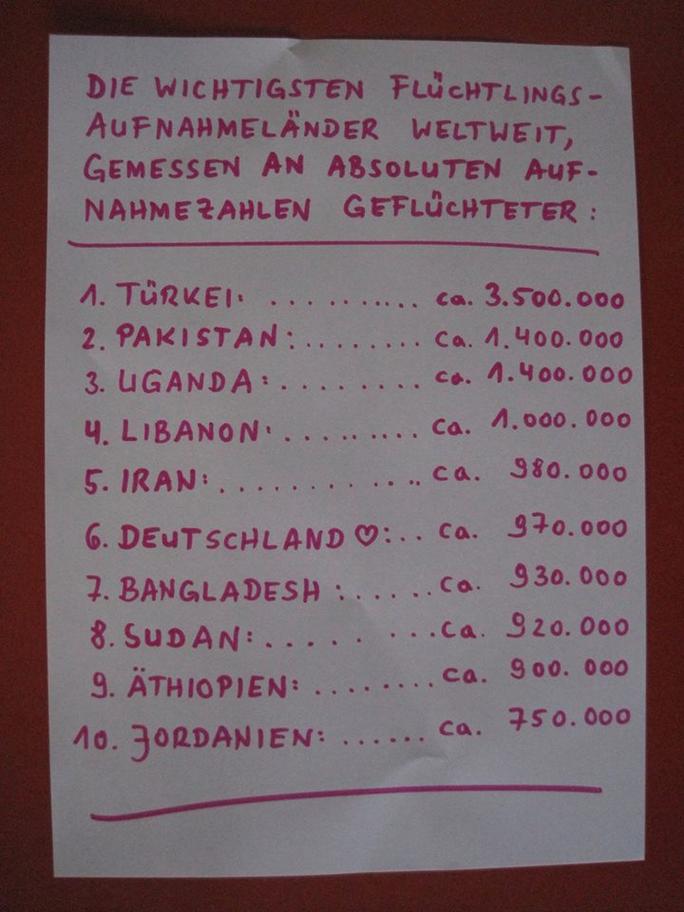 DIE WICHTIGSTEN FLÜCHTLINGS-
AUFNAHMELÄNDER WELTWEIT,
GEMESSEN AN ABSOLUTEN AUF-
NAHMEZAHLEN GEFLÜCHTETER:
1. TÜRKEI: .......... ca. 3.500.000
2. PAKISTAN: ........ ca. 1.400.000
3. UGANDA: ......... ca. 1.400.000
4. LIBANON: ......... ca. 1.000.000
5. IRAN: ............. ca. 980.000
6. DEUTSCHLAND ♡: .. ca. 970.000
7. BANGLADESH : ...... ca. 930.000
8. SUDAN: .... ... ca. 920.000
9. ÄTHIOPIEN: ........ ca. 900.000
10. JORDANIEN: ...... ca. 750.000